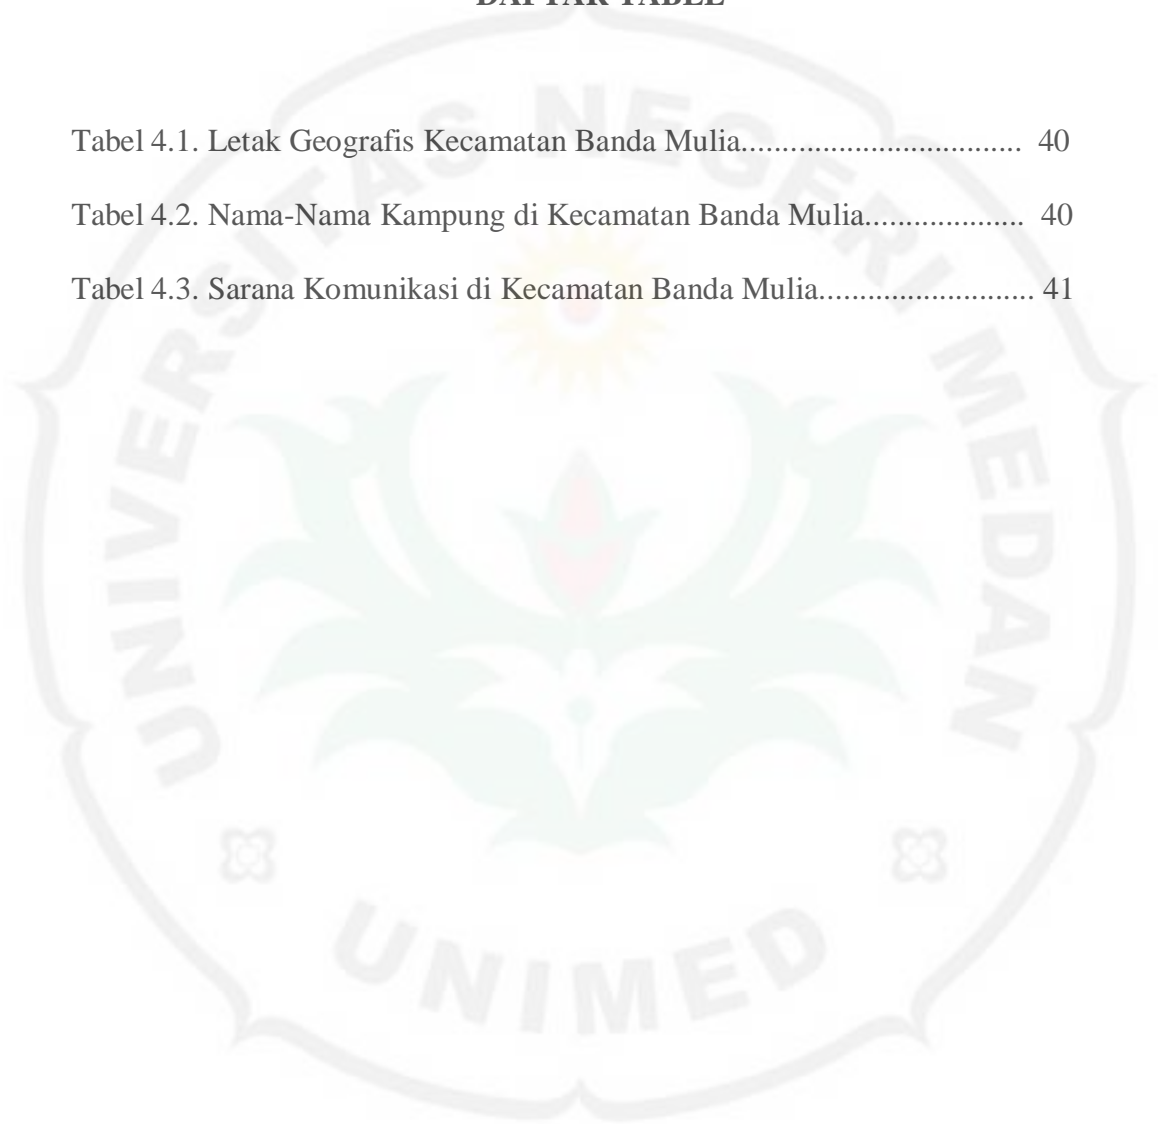 DAFTAR TABEL
Tabel 4.1. Letak Geografis Kecamatan Banda Mulia.................................. 40
Tabel 4.2. Nama-Nama Kampung di Kecamatan Banda Mulia................... 40
Tabel 4.3. Sarana Komunikasi di Kecamatan Banda Mulia.......................... 41
UNIVERSITAS NEGERI MEDAN
UNIMED